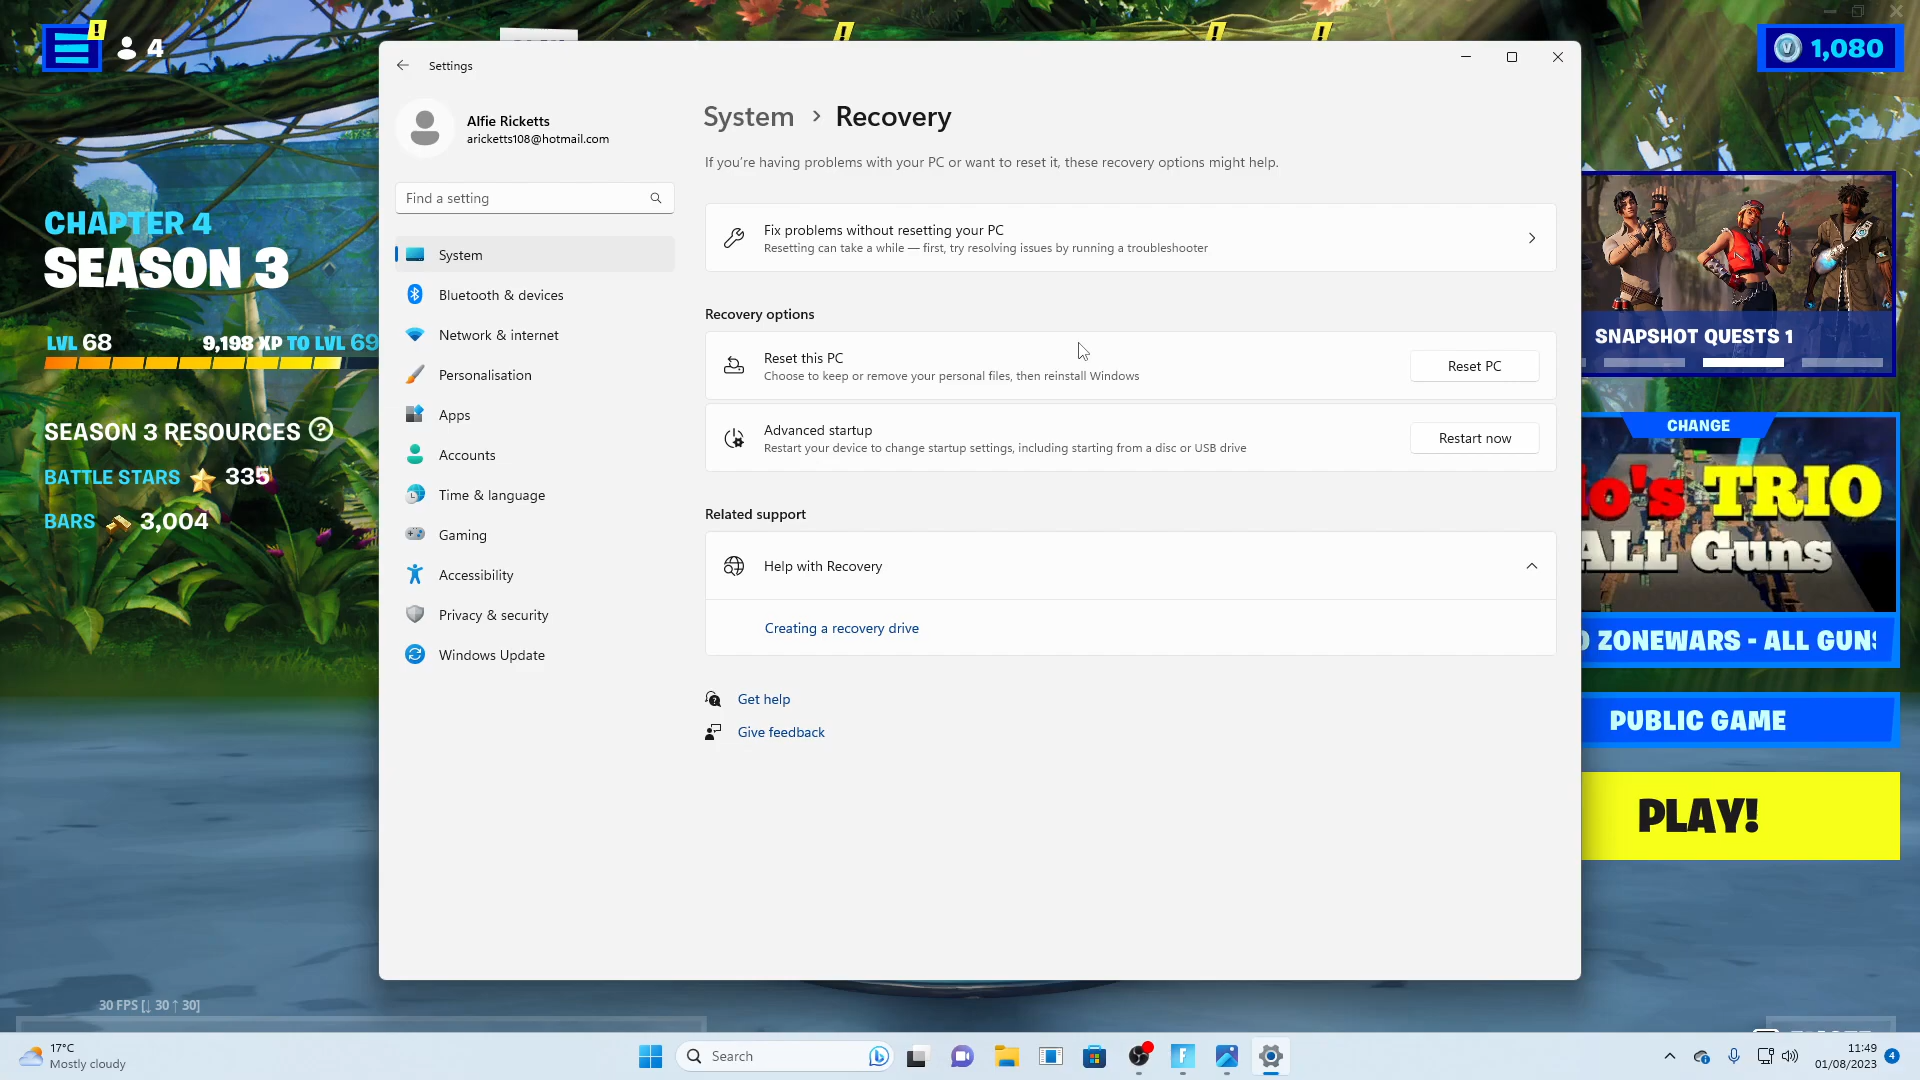 4
1,080
CHAPTER 4
SEASON 3
LVL 68
9,198 XP TO LVL 69
SEASON 3 RESOURCES ?
BATTLE STARS 335
BARS 3,004
30 FPS [↓ 30 ↑ 30]
Settings
Alfie Ricketts
aricketts108@hotmail.com
Find a setting
System
Bluetooth & devices
Network & internet
Personalisation
Apps
Accounts
Time & language
Gaming
Accessibility
Privacy & security
Windows Update
System > Recovery
If you're having problems with your PC or want to reset it, these recovery options might help.
Fix problems without resetting your PC
Resetting can take a while — first, try resolving issues by running a troubleshooter
Recovery options
Reset this PC
Choose to keep or remove your personal files, then reinstall Windows
Reset PC
Advanced startup
Restart your device to change startup settings, including starting from a disc or USB drive
Restart now
Related support
Help with Recovery
Creating a recovery drive
Get help
Give feedback
SNAPSHOT QUESTS 1
CHANGE
TRIO
ALL Guns
ZONEWARS - ALL GUNS
PUBLIC GAME
PLAY!
17°C
Mostly cloudy
Search
11:49
01/08/2023
4